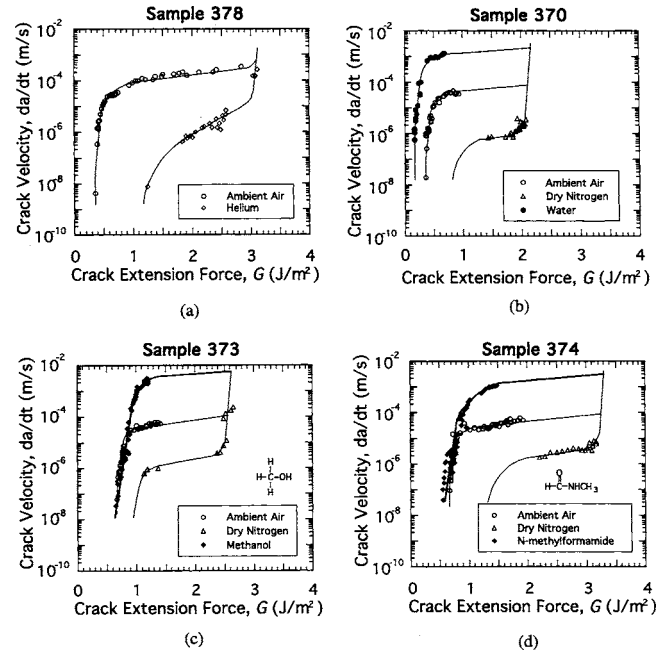 Sample 378
Crack Velocity, da/dt (m/s)
10⁻²
10⁻⁴
10⁻⁶
10⁻⁸
10⁻¹⁰
0 1 2 3 4
Ambient Air
Helium
Crack Extension Force, G (J/m²)
(a)
Sample 370
Crack Velocity, da/dt (m/s)
10⁻²
10⁻⁴
10⁻⁶
10⁻⁸
10⁻¹⁰
0 1 2 3 4
Ambient Air
Dry Nitrogen
Water
Crack Extension Force, G (J/m²)
(b)
Sample 373
Crack Velocity, da/dt (m/s)
10⁻²
10⁻⁴
10⁻⁶
10⁻⁸
10⁻¹⁰
0 1 2 3 4
H
H-C-OH
H
Ambient Air
Dry Nitrogen
Methanol
Crack Extension Force, G (J/m²)
(c)
Sample 374
Crack Velocity, da/dt (m/s)
10⁻²
10⁻⁴
10⁻⁶
10⁻⁸
10⁻¹⁰
0 1 2 3 4
O
H-C-NHCH₃
Ambient Air
Dry Nitrogen
N-methylformamide
Crack Extension Force, G (J/m²)
(d)